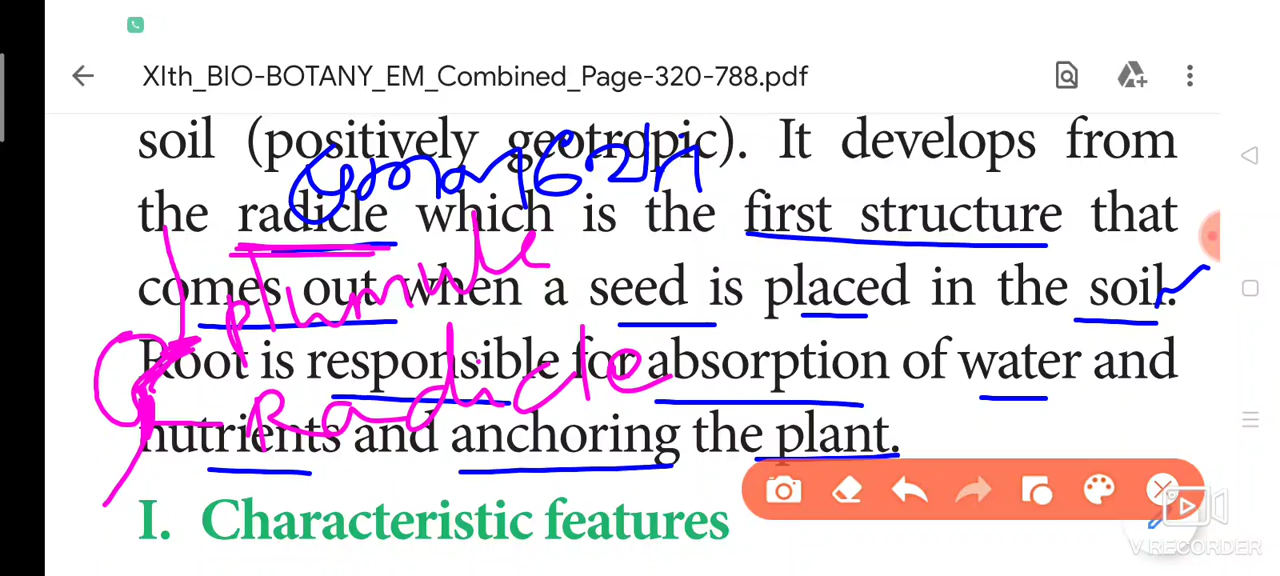 XIth_BIO-BOTANY_EM_Combined_Page-320-788.pdf
soil (positively geotropic). It develops from
the radicle which is the first structure that
comes out when a seed is placed in the soil.
plumule
Root is responsible for absorption of water and
Radicle
nutrients and anchoring the plant.
I. Characteristic features
V RECORDER